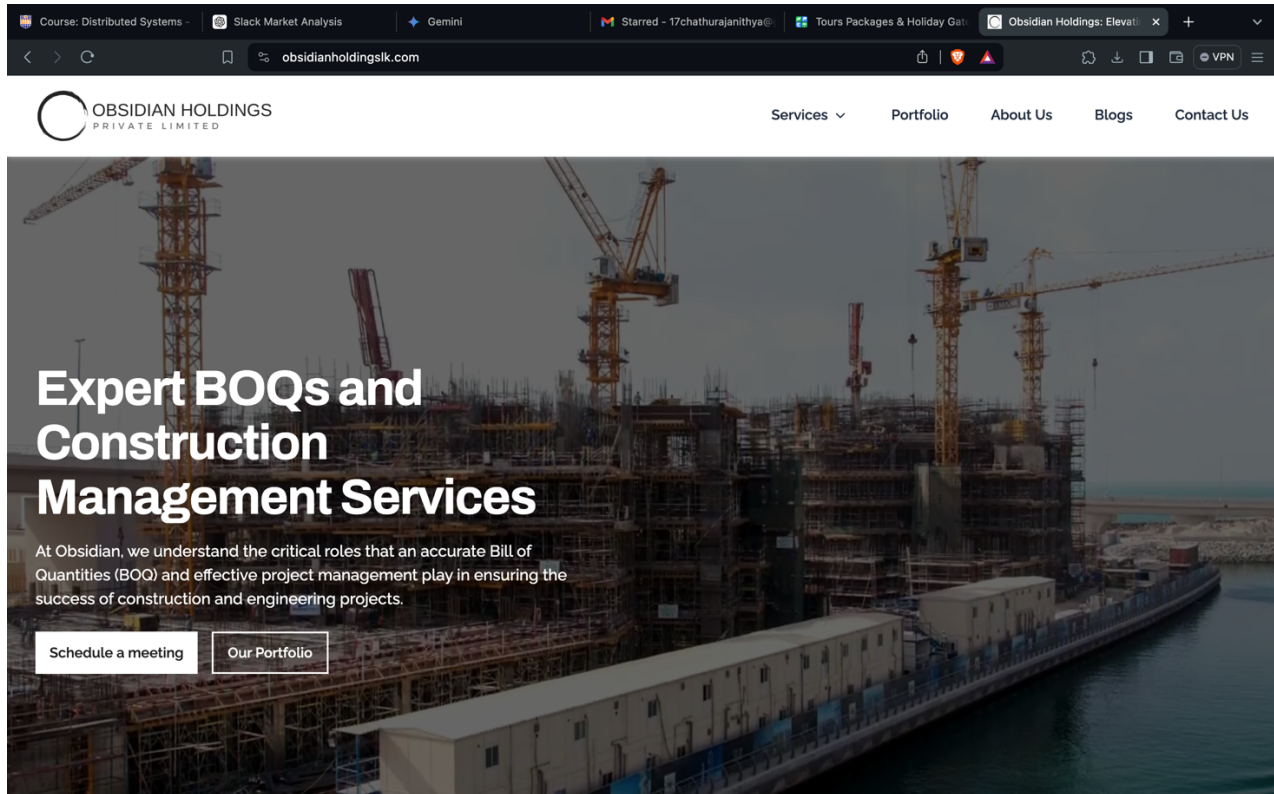 Course: Distributed Systems -
Slack Market Analysis
Gemini
Starred - 17chathurajanithya@
Tours Packages & Holiday Gat
Obsidian Holdings: Elevati
obsidianholdingslk.com
VPN
OBSIDIAN HOLDINGS
PRIVATE LIMITED
Services
Portfolio
About Us
Blogs
Contact Us
Expert BOQs and
Construction
Management Services
At Obsidian, we understand the critical roles that an accurate Bill of
Quantities (BOQ) and effective project management play in ensuring the
success of construction and engineering projects.
Schedule a meeting
Our Portfolio